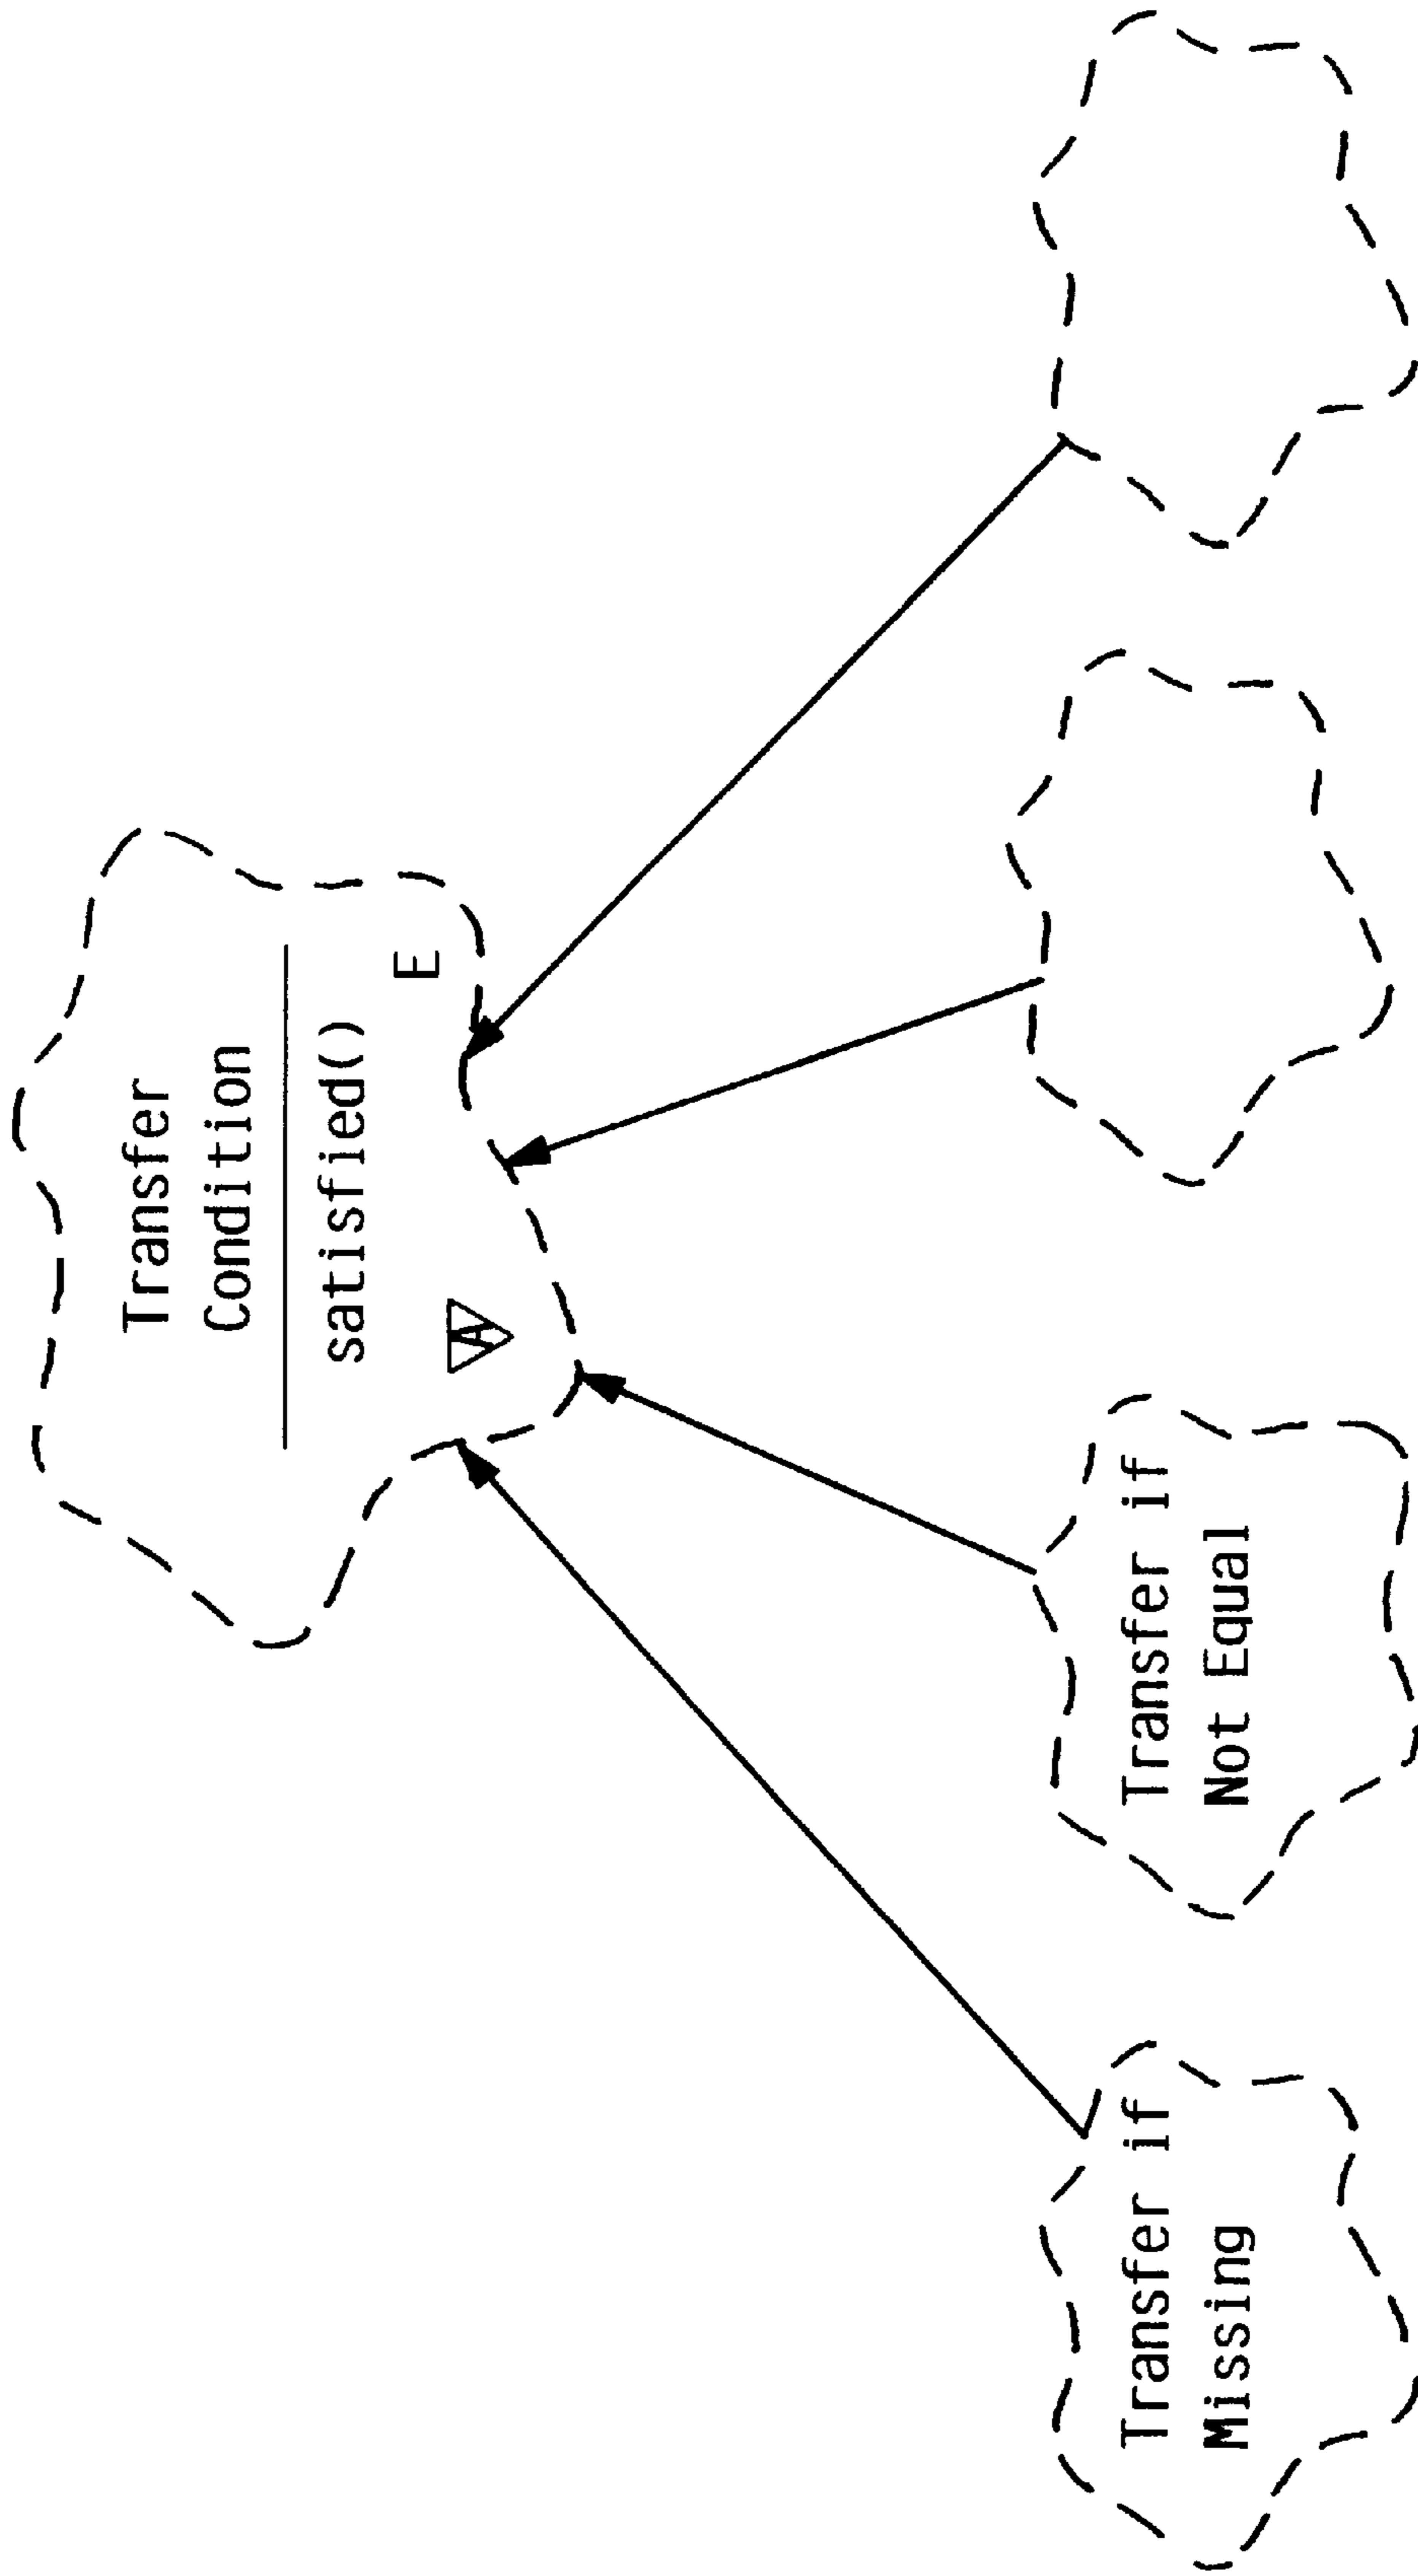 Transfer
Condition
satisfied()
E
A
Transfer if
Missing
Transfer if
Not Equal